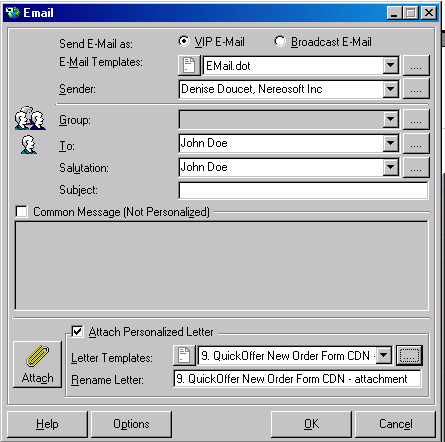 Email
Send E-Mail as: VIP E-Mail Broadcast E-Mail
E-Mail Templates: EMail.dot ....
Sender: Denise Doucet, Nereosoft Inc ....
Group: ....
To: John Doe ....
Salutation: John Doe ....
Subject:
Common Message (Not Personalized)
Attach Personalized Letter
Letter Templates: 9. QuickOffer New Order Form CDN - ....
Attach
Rename Letter: 9. QuickOffer New Order Form CDN - attachment
Help Options OK Cancel